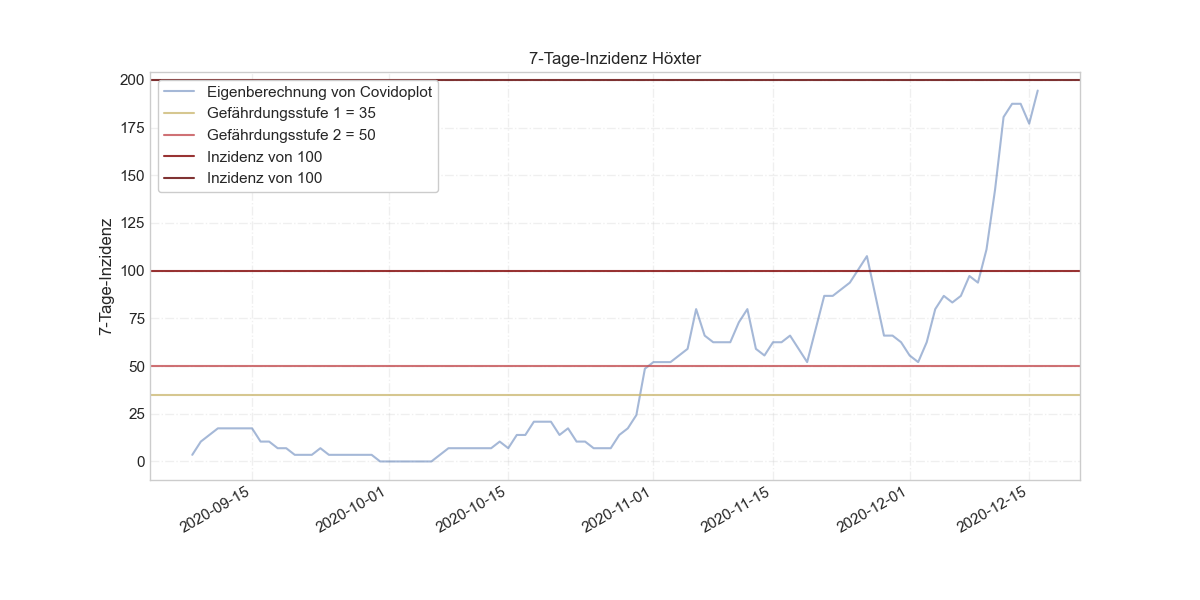 7-Tage-Inzidenz Höxter
Eigenberechnung von Covidoplot
Gefährdungsstufe 1 = 35
Gefährdungsstufe 2 = 50
Inzidenz von 100
Inzidenz von 100
7-Tage-Inzidenz
200
175
150
125
100
75
50
25
0
2020-09-15
2020-10-01
2020-10-15
2020-11-01
2020-11-15
2020-12-01
2020-12-15